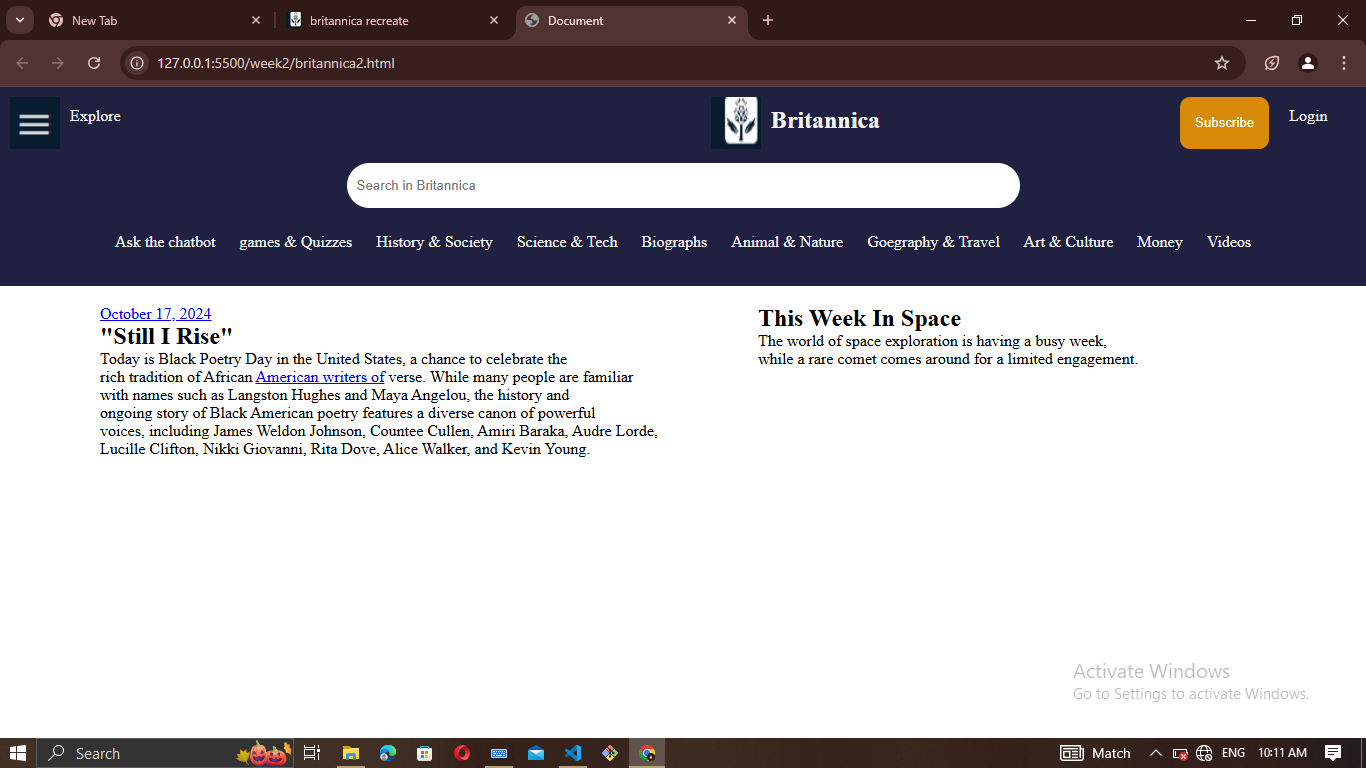 New Tab
britannica recreate
Document
127.0.0.1:5500/week2/britannica2.html
Explore
Britannica
Subscribe
Login
Search in Britannica
Ask the chatbot
games & Quizzes
History & Society
Science & Tech
Biographs
Animal & Nature
Goegraphy & Travel
Art & Culture
Money
Videos
October 17, 2024
"Still I Rise"
Today is Black Poetry Day in the United States, a chance to celebrate the
rich tradition of African American writers of verse. While many people are familiar
with names such as Langston Hughes and Maya Angelou, the history and
ongoing story of Black American poetry features a diverse canon of powerful
voices, including James Weldon Johnson, Countee Cullen, Amiri Baraka, Audre Lorde,
Lucille Clifton, Nikki Giovanni, Rita Dove, Alice Walker, and Kevin Young.
This Week In Space
The world of space exploration is having a busy week,
while a rare comet comes around for a limited engagement.
Activate Windows
Go to Settings to activate Windows.
Search
Match
ENG
10:11 AM